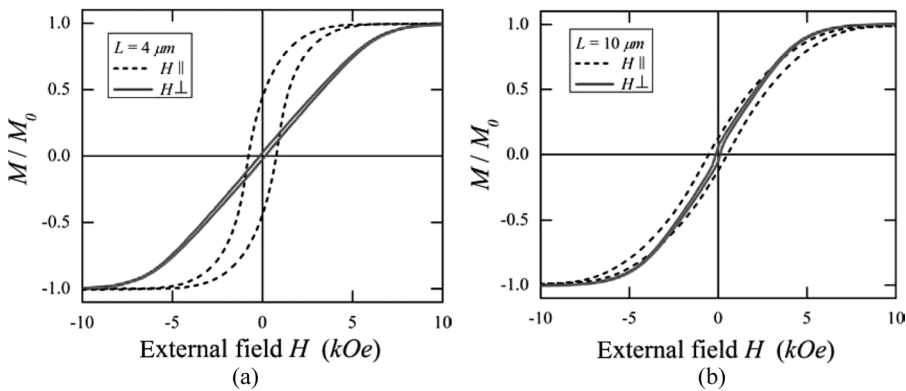 1.0
0.5
0.0
-0.5
-1.0
M / M0
L = 4 μm
H ||
H⊥
-10 -5 0 5 10
External field H (kOe)
(a)
1.0
0.5
0.0
-0.5
-1.0
M / M0
L = 10 μm
H ||
H⊥
-10 -5 0 5 10
External field H (kOe)
(b)